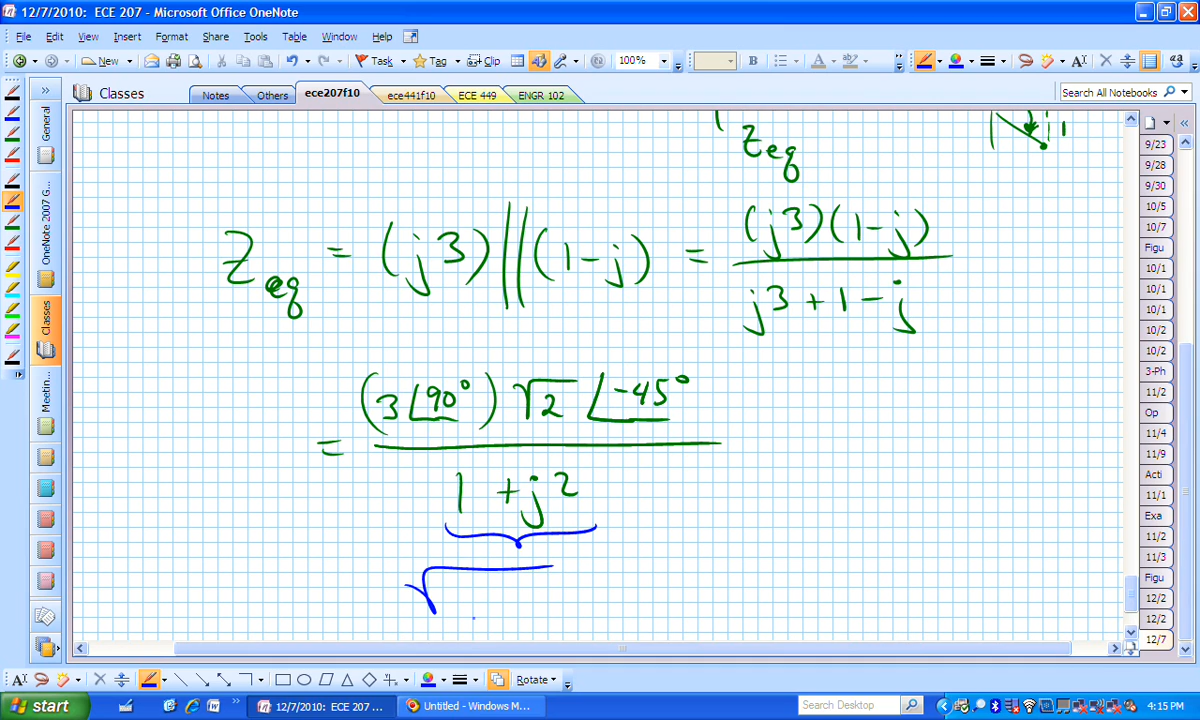 12/7/2010: ECE 207 - Microsoft Office OneNote
File Edit View Insert Format Share Tools Table Window Help
Back New Task Tag Clip 100% B A ab
Classes Notes Others ece207f10 ece441f10 ECE 449 ENGR 102 Search All Notebooks
General
OneNote 2007 G...
Classes
Meetin...
Zeq
j1
Zeq = (j3) || (1-j) = (j3)(1-j) / j3 + 1 - j
= (3∠90°) √2 ∠-45° / 1 + j2
√
9/23
9/28
9/30
10/5
10/7
Figu
10/1
10/1
10/1
10/2
10/2
3-Ph
11/2
Op
11/4
11/9
Acti
11/1
Exa
11/2
11/3
Figu
12/2
12/2
12/7
Rotate
start 12/7/2010: ECE 207 ... Untitled - Windows M... Search Desktop 4:15 PM